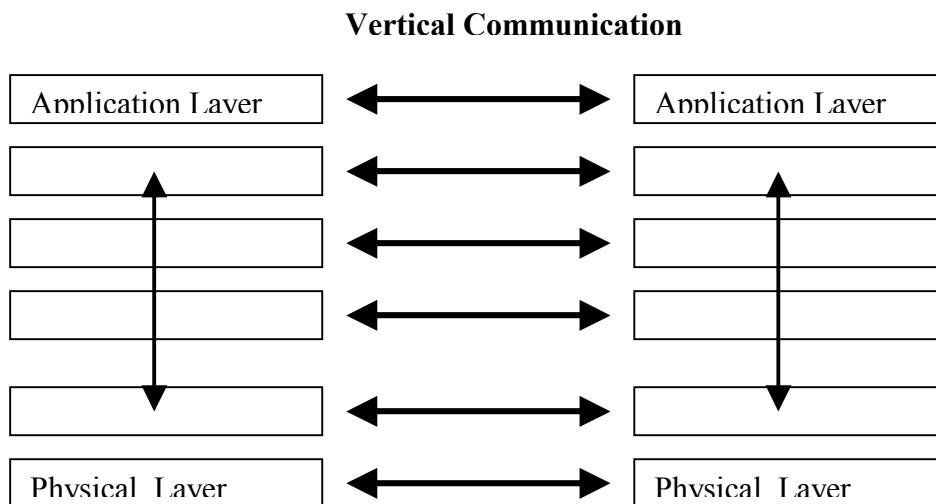 Vertical Communication
Application Layer
Application Layer
Physical Layer
Physical Layer